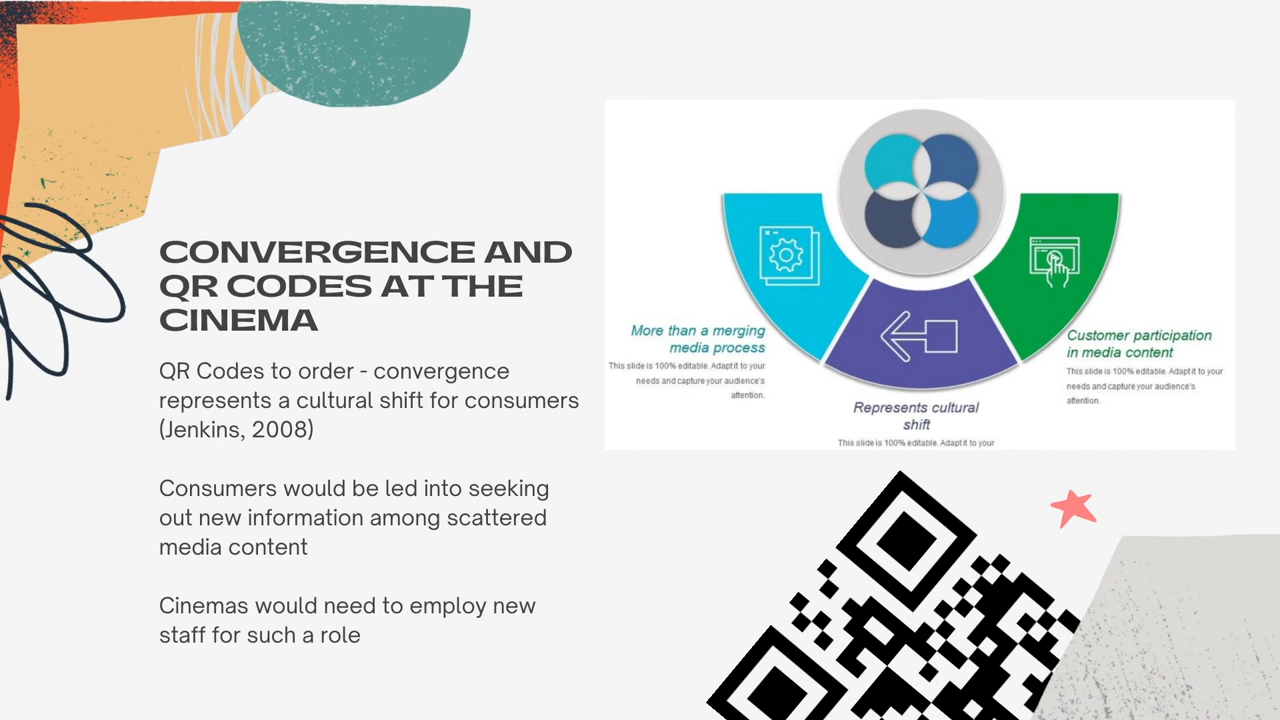 CONVERGENCE AND
QR CODES AT THE
CINEMA
QR Codes to order - convergence
represents a cultural shift for consumers
(Jenkins, 2008)
Consumers would be led into seeking
out new information among scattered
media content
Cinemas would need to employ new
staff for such a role
More than a merging
media process
This slide is 100% editable. Adapt it to your
needs and capture your audience's
attention.
Represents cultural
shift
This slide is 100% editable. Adapt it to your
Customer participation
in media content
This slide is 100% editable. Adapt it to your
needs and capture your audience's
attention.